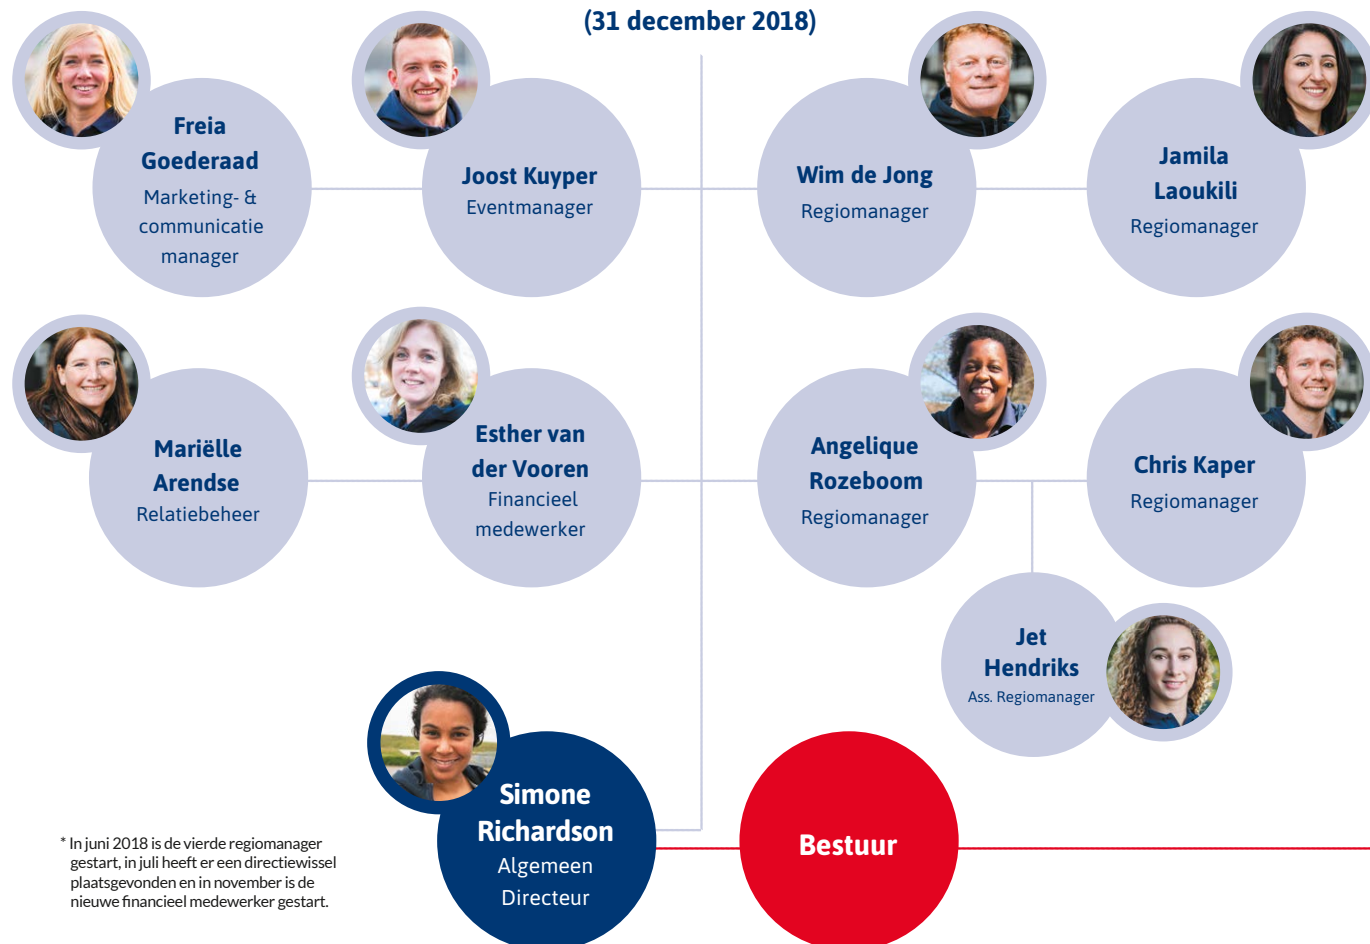 (31 december 2018)
Freia
Goederaad
Marketing- &
communicatie
manager
Joost Kuyper
Eventmanager
Wim de Jong
Regiomanager
Jamila
Laoukili
Regiomanager
Mariëlle
Arendse
Relatiebeheer
Esther van
der Vooren
Financieel
medewerker
Angelique
Rozeboom
Regiomanager
Chris Kaper
Regiomanager
Jet
Hendriks
Ass. Regiomanager
Simone
Richardson
Algemeen
Directeur
Bestuur
* In juni 2018 is de vierde regiomanager
gestart, in juli heeft er een directiewissel
plaatsgevonden en in november is de
nieuwe financieel medewerker gestart.